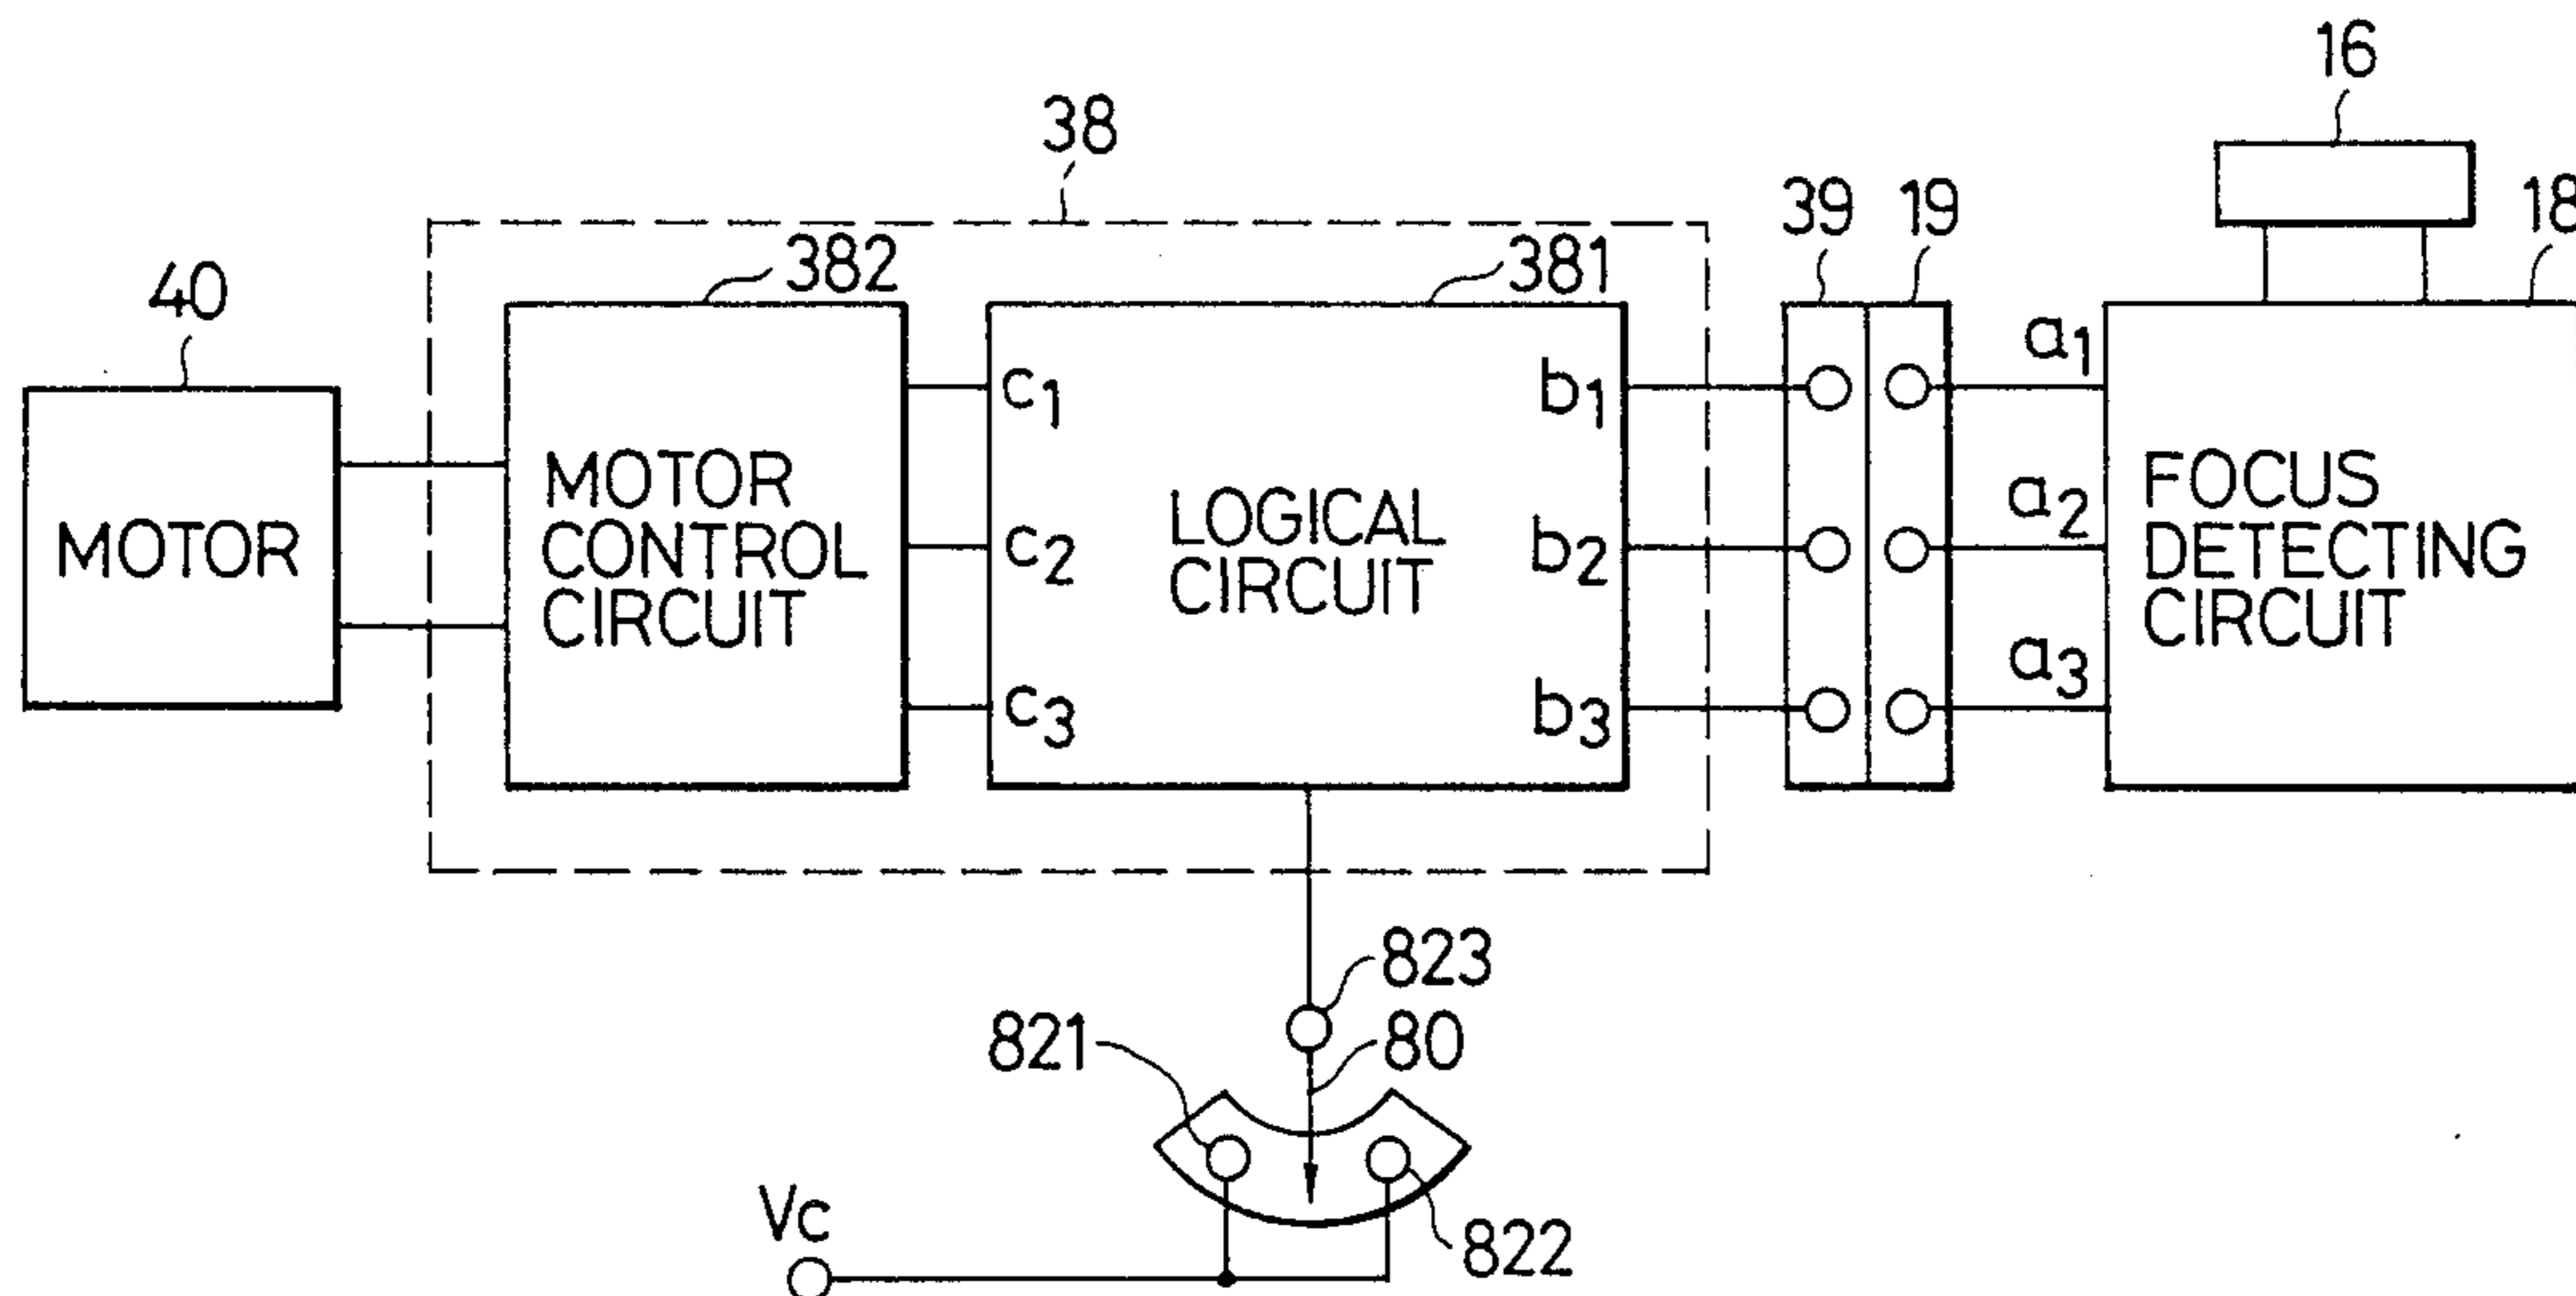 16
38
39
19
18
382
381
40
a1
c1
b1
MOTOR
MOTOR
CONTROL
CIRCUIT
LOGICAL
CIRCUIT
FOCUS
DETECTING
CIRCUIT
a2
c2
b2
a3
c3
b3
823
821
80
Vc
822